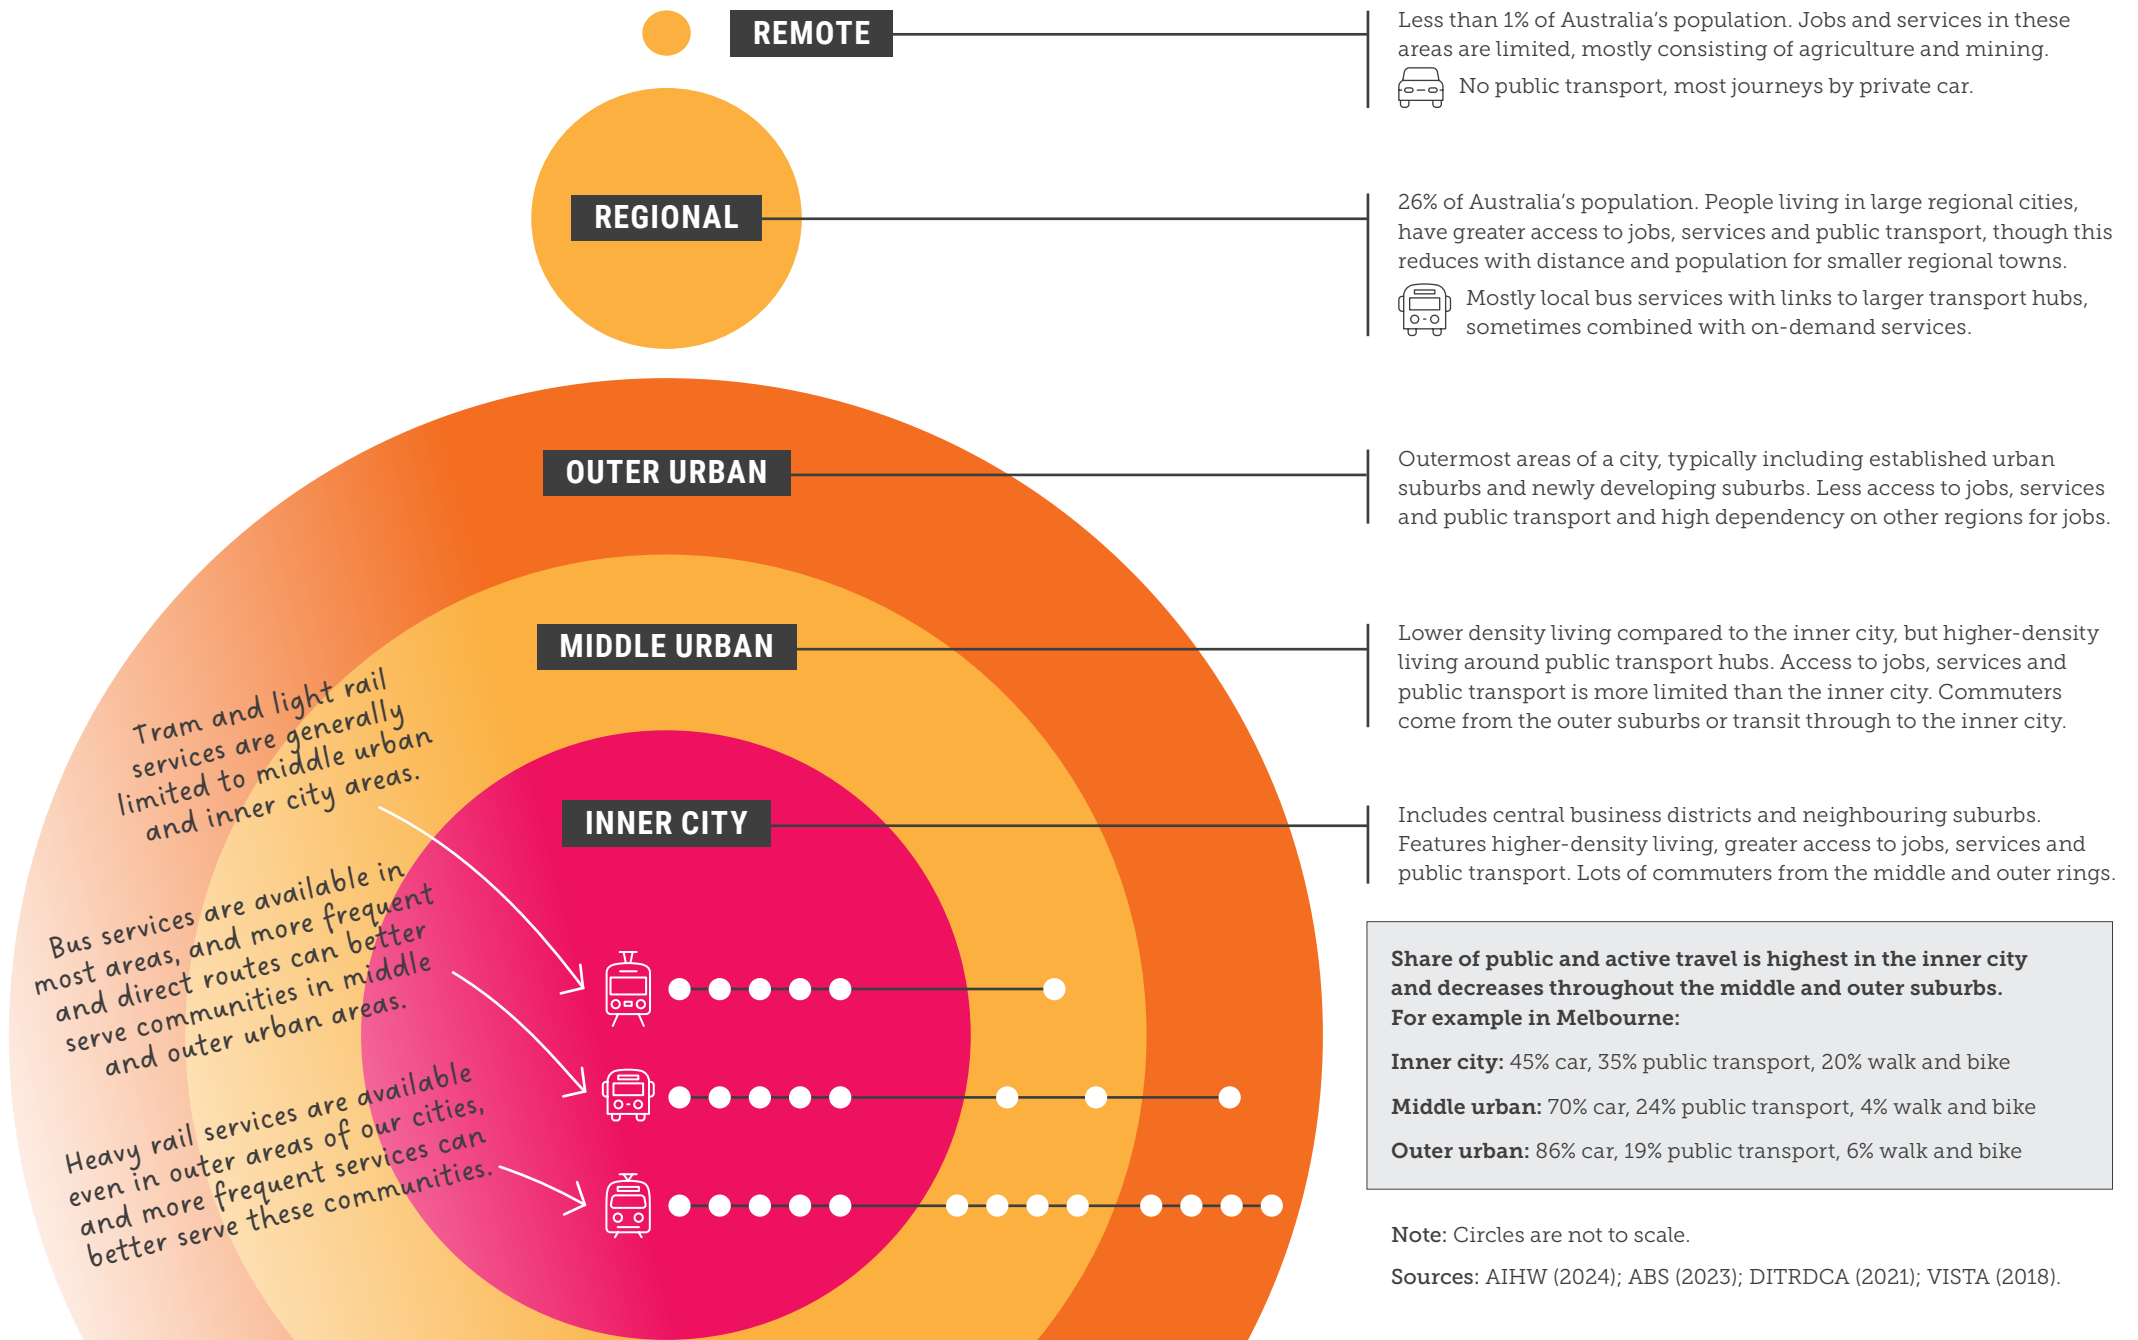 REMOTE
Less than 1% of Australia’s population. Jobs and services in these
areas are limited, mostly consisting of agriculture and mining.
No public transport, most journeys by private car.
REGIONAL
26% of Australia’s population. People living in large regional cities,
have greater access to jobs, services and public transport, though this
reduces with distance and population for smaller regional towns.
Mostly local bus services with links to larger transport hubs,
sometimes combined with on-demand services.
OUTER URBAN
Outermost areas of a city, typically including established urban
suburbs and newly developing suburbs. Less access to jobs, services
and public transport and high dependency on other regions for jobs.
MIDDLE URBAN
Lower density living compared to the inner city, but higher-density
living around public transport hubs. Access to jobs, services and
public transport is more limited than the inner city. Commuters
come from the outer suburbs or transit through to the inner city.
INNER CITY
Includes central business districts and neighbouring suburbs.
Features higher-density living, greater access to jobs, services and
public transport. Lots of commuters from the middle and outer rings.
Tram and light rail
services are generally
limited to middle urban
and inner city areas.
Bus services are available in
most areas, and more frequent
and direct routes can better
serve communities in middle
and outer urban areas.
Heavy rail services are available
even in outer areas of our cities,
and more frequent services can
better serve these communities.
Share of public and active travel is highest in the inner city
and decreases throughout the middle and outer suburbs.
For example in Melbourne:
Inner city: 45% car, 35% public transport, 20% walk and bike
Middle urban: 70% car, 24% public transport, 4% walk and bike
Outer urban: 86% car, 19% public transport, 6% walk and bike
Note: Circles are not to scale.
Sources: AIHW (2024); ABS (2023); DITRDCA (2021); VISTA (2018).